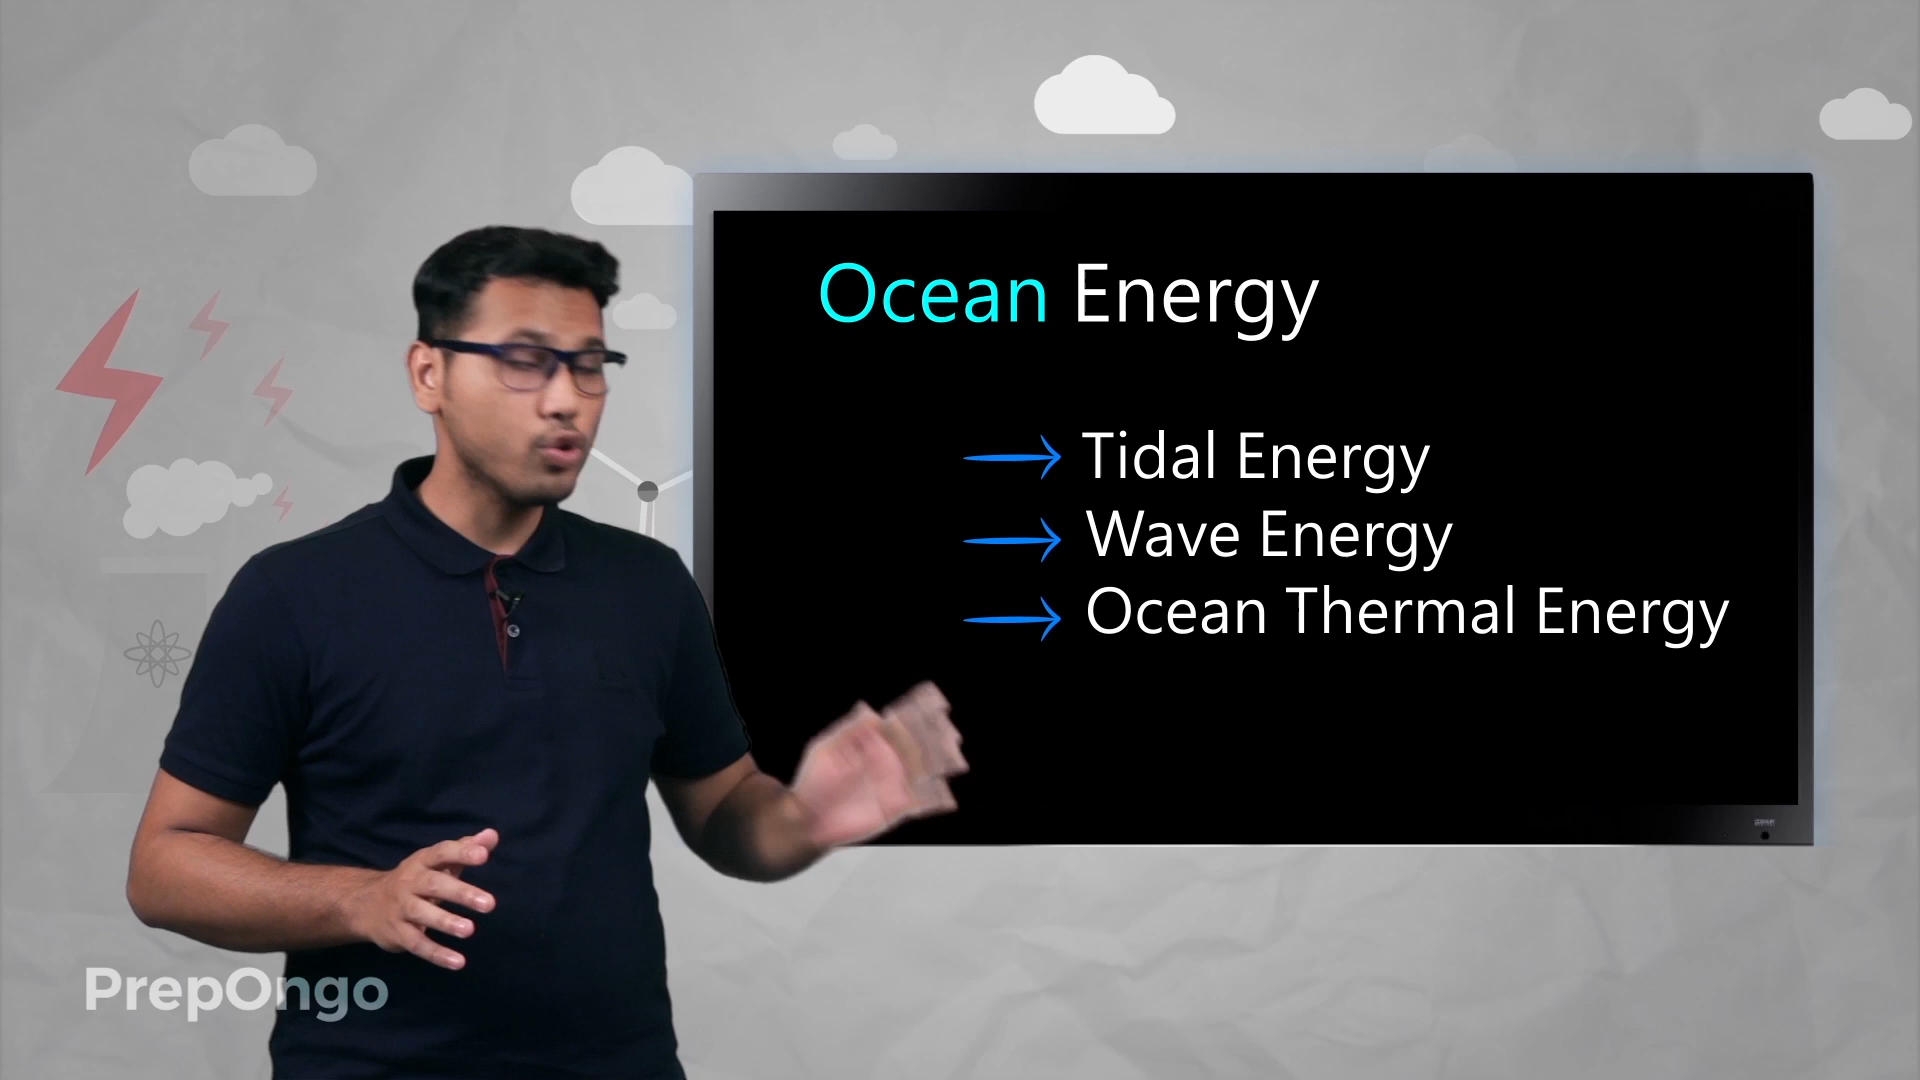 Ocean Energy
Tidal Energy
Wave Energy
Ocean Thermal Energy
PrepOngo